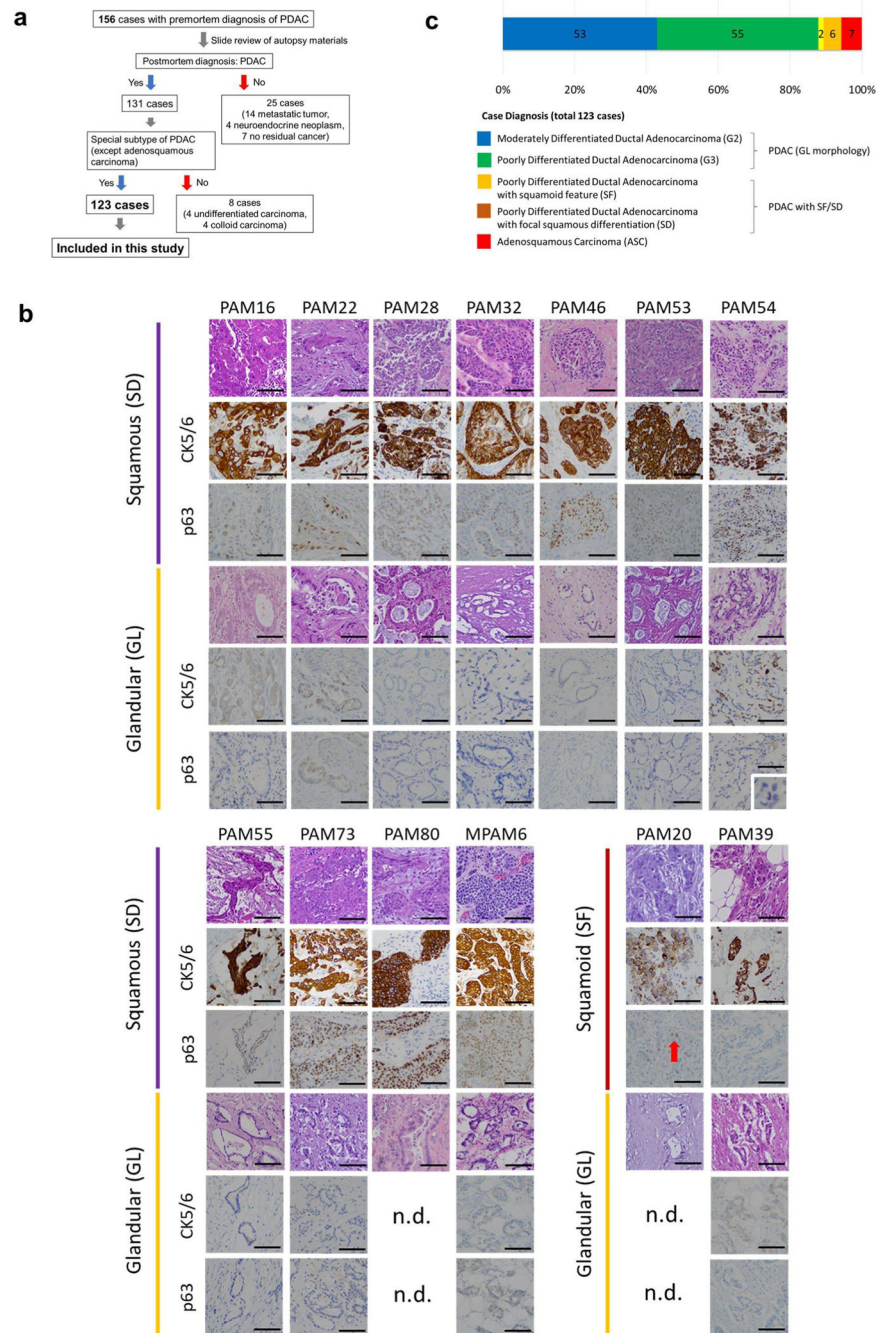 a
156 cases with premortem diagnosis of PDAC
Slide review of autopsy materials
Postmortem diagnosis: PDAC
Yes
No
131 cases
25 cases
(14 metastatic tumor,
4 neuroendocrine neoplasm,
7 no residual cancer)
Special subtype of PDAC
(except adenosquamous
carcinoma)
Yes
No
123 cases
8 cases
(4 undifferentiated carcinoma,
4 colloid carcinoma)
Included in this study
c
53 55 2 6 7
0% 20% 40% 60% 80% 100%
Case Diagnosis (total 123 cases)
Moderately Differentiated Ductal Adenocarcinoma (G2)
Poorly Differentiated Ductal Adenocarcinoma (G3)
PDAC (GL morphology)
Poorly Differentiated Ductal Adenocarcinoma
with squamoid feature (SF)
Poorly Differentiated Ductal Adenocarcinoma
with focal squamous differentiation (SD)
Adenosquamous Carcinoma (ASC)
PDAC with SF/SD
b
PAM16 PAM22 PAM28 PAM32 PAM46 PAM53 PAM54
Squamous (SD)
CK5/6
p63
Glandular (GL)
CK5/6
p63
PAM55 PAM73 PAM80 MPAM6
Squamous (SD)
CK5/6
p63
Glandular (GL)
CK5/6
n.d.
p63
n.d.
PAM20 PAM39
Squamoid (SF)
Glandular (GL)
n.d.
n.d.